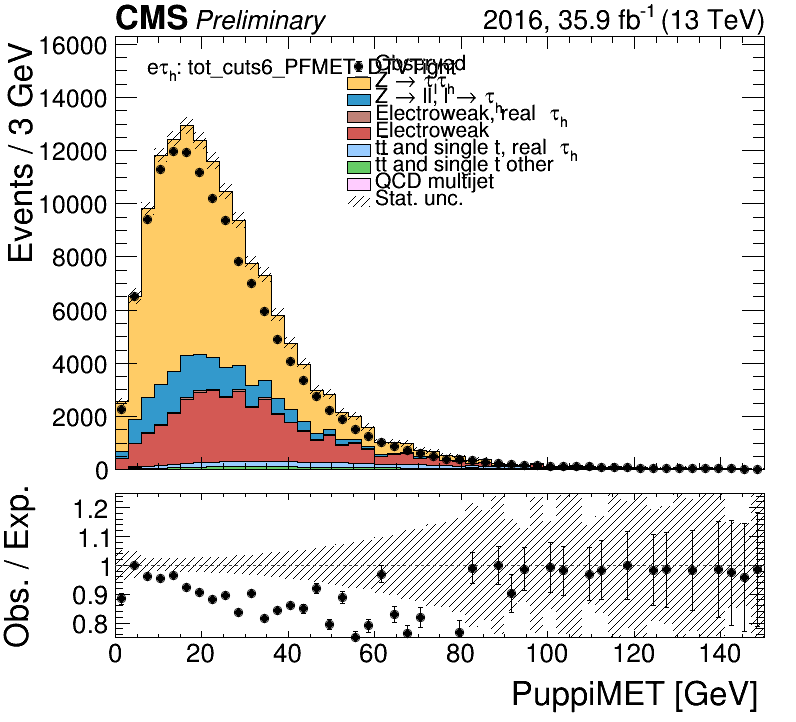 CMS Preliminary 2016, 35.9 fb⁻¹ (13 TeV)
Events / 3 GeV
16000
14000
12000
10000
8000
6000
4000
2000
0
eτh: tot_cuts6_PFMET
Observed
Z → τ τh
Z → ll, l → τh
Electroweak, real τh
Electroweak
tt and single t, real τh
tt and single t other
QCD multijet
Stat. unc.
Obs. / Exp.
1.2
1.1
1
0.9
0.8
0 20 40 60 80 100 120 140
PuppiMET [GeV]